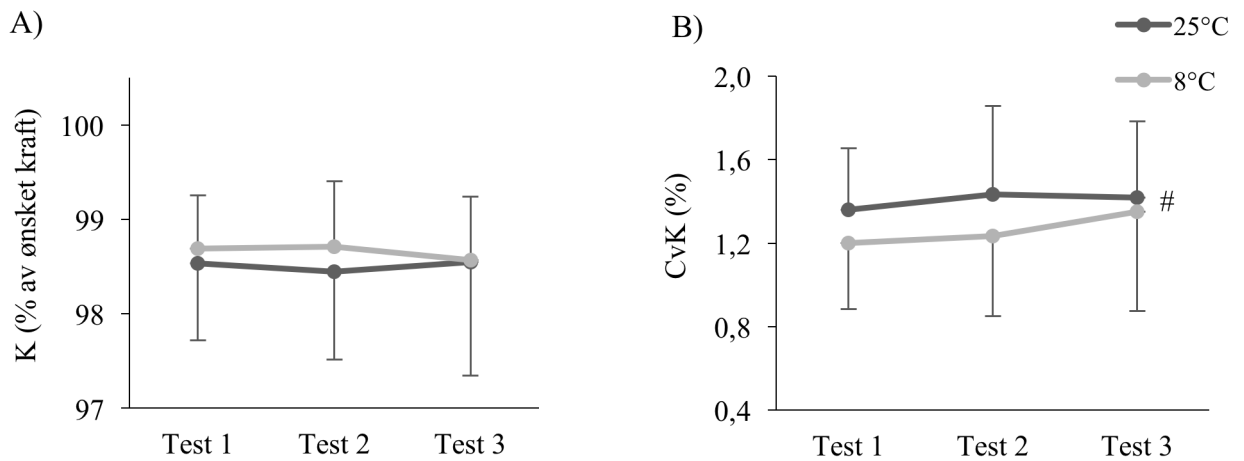 A)
K (% av ønsket kraft)
100
99
98
97
Test 1
Test 2
Test 3
B)
25°C
8°C
CvK (%)
2,0
1,6
1,2
0,8
0,4
#
Test 1
Test 2
Test 3